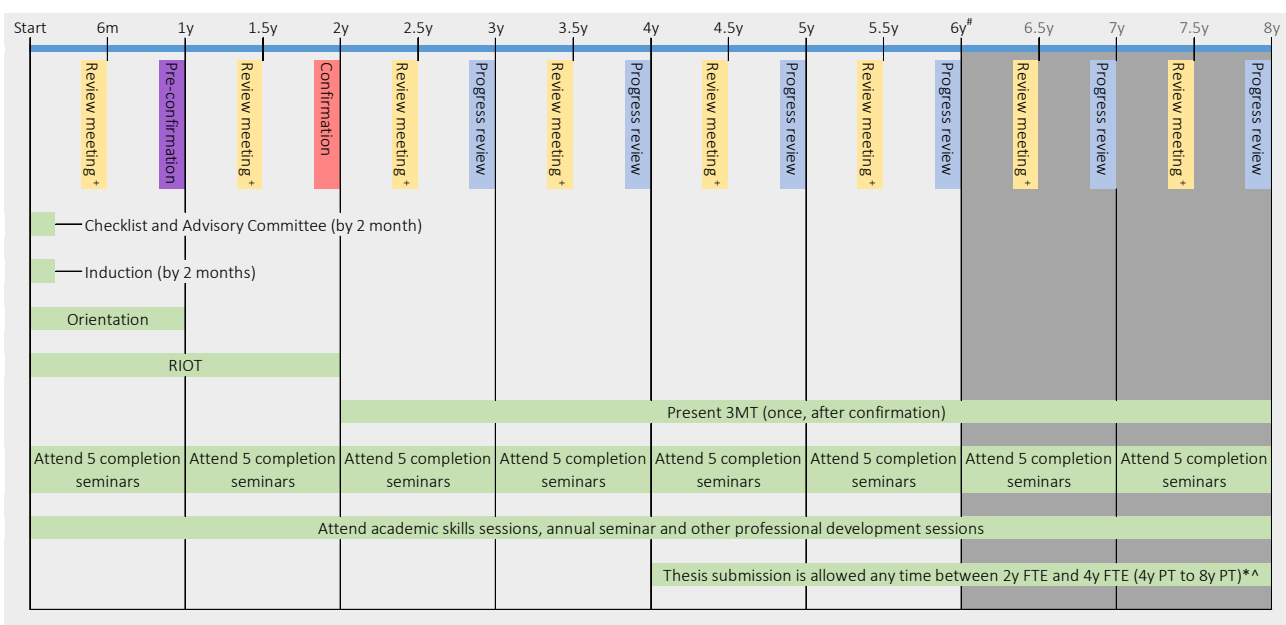 Start 6m 1y 1.5y 2y 2.5y 3y 3.5y 4y 4.5y 5y 5.5y 6y# 6.5y 7y 7.5y 8y
Review meeting +
Pre-confirmation
Review meeting +
Confirmation
Review meeting +
Progress review
Review meeting +
Progress review
Review meeting +
Progress review
Review meeting +
Progress review
Review meeting +
Progress review
Review meeting +
Progress review
Checklist and Advisory Committee (by 2 month)
Induction (by 2 months)
Orientation
RIOT
Present 3MT (once, after confirmation)
Attend 5 completion
seminars
Attend 5 completion
seminars
Attend 5 completion
seminars
Attend 5 completion
seminars
Attend 5 completion
seminars
Attend 5 completion
seminars
Attend 5 completion
seminars
Attend 5 completion
seminars
Attend academic skills sessions, annual seminar and other professional development sessions
Thesis submission is allowed any time between 2y FTE and 4y FTE (4y PT to 8y PT)*^